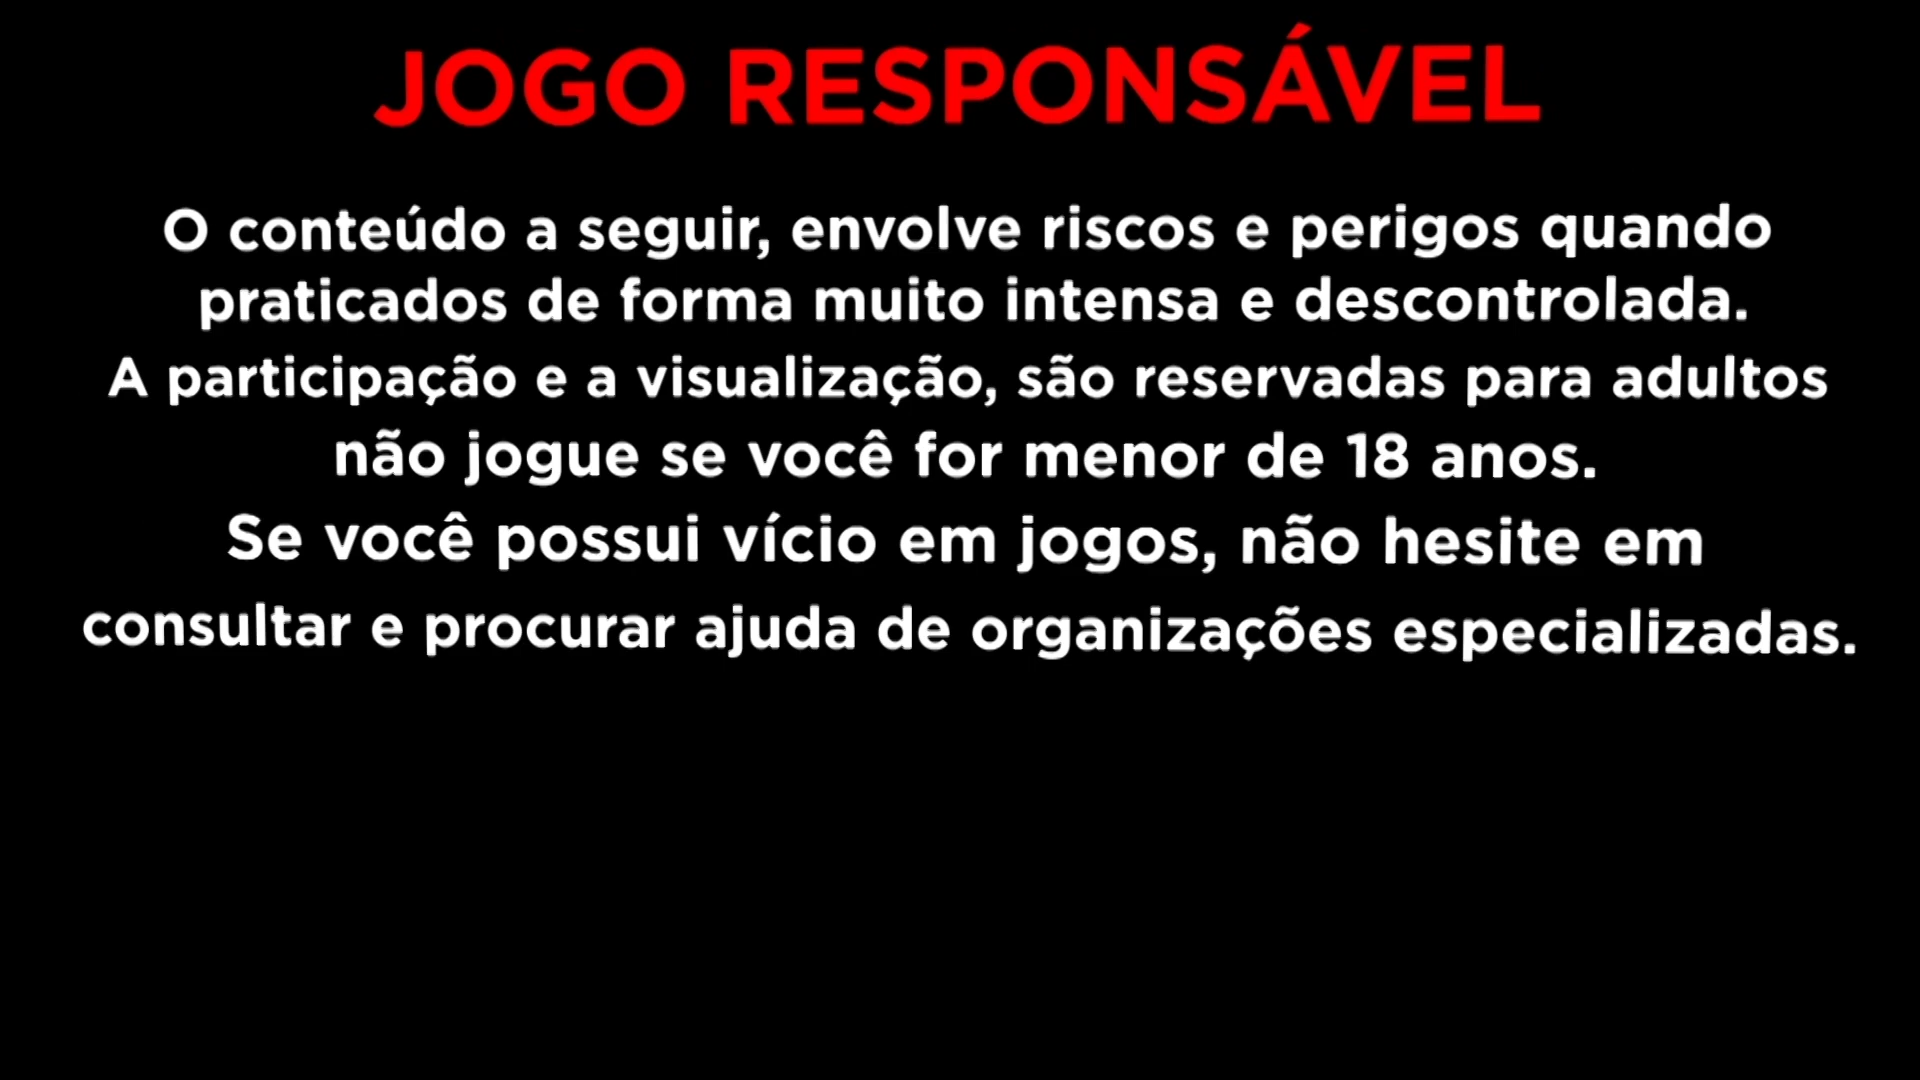 JOGO RESPONSÁVEL
O conteúdo a seguir, envolve riscos e perigos quando
praticados de forma muito intensa e descontrolada.
A participação e a visualização, são reservadas para adultos
não jogue se você for menor de 18 anos.
Se você possui vício em jogos, não hesite em
consultar e procurar ajuda de organizações especializadas.